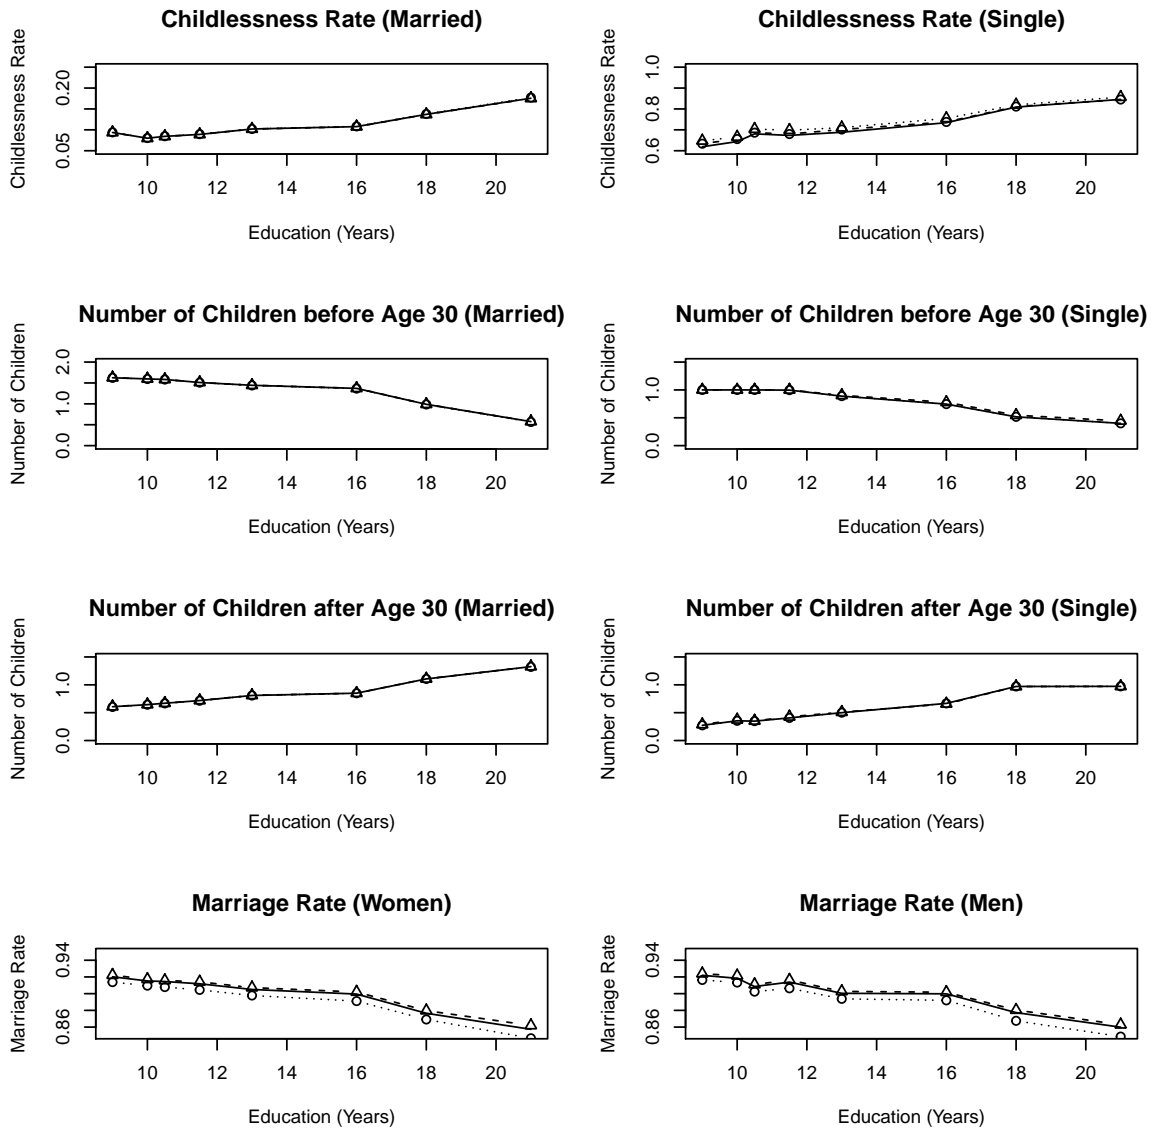 Childlessness Rate (Married)
Childlessness Rate
0.05 0.20
10 12 14 16 18 20
Education (Years)
Childlessness Rate (Single)
Childlessness Rate
0.6 0.8 1.0
10 12 14 16 18 20
Education (Years)
Number of Children before Age 30 (Married)
Number of Children
0.0 1.0 2.0
10 12 14 16 18 20
Education (Years)
Number of Children before Age 30 (Single)
Number of Children
0.0 1.0
10 12 14 16 18 20
Education (Years)
Number of Children after Age 30 (Married)
Number of Children
0.0 1.0
10 12 14 16 18 20
Education (Years)
Number of Children after Age 30 (Single)
Number of Children
0.0 1.0
10 12 14 16 18 20
Education (Years)
Marriage Rate (Women)
Marriage Rate
0.86 0.94
10 12 14 16 18 20
Education (Years)
Marriage Rate (Men)
Marriage Rate
0.86 0.94
10 12 14 16 18 20
Education (Years)